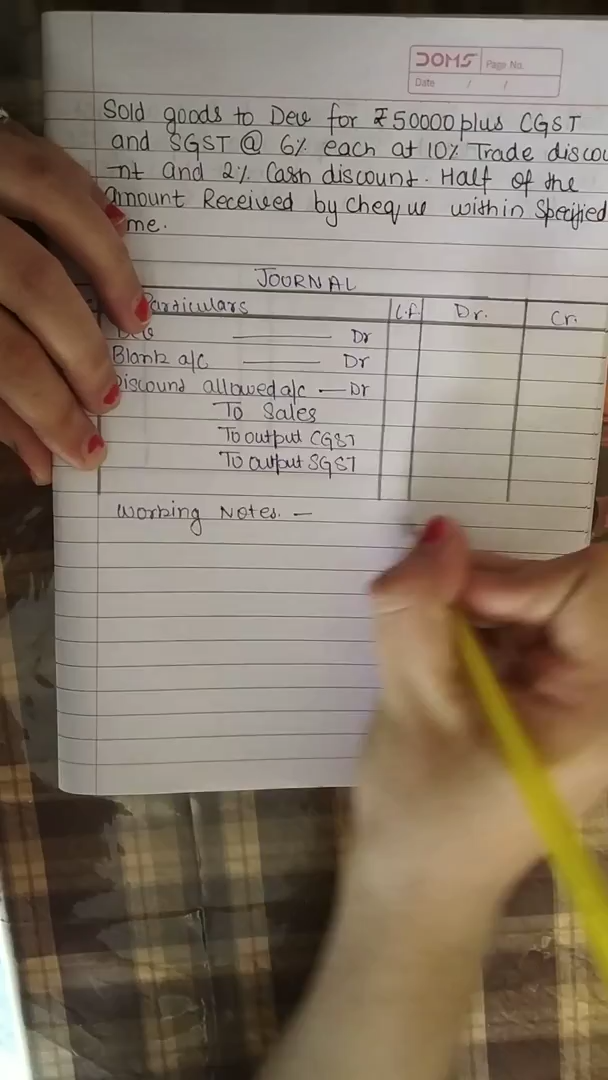 DOMS Page No.
Date / /
Sold goods to Dev for ₹50000 plus CGST
and SGST @ 6% each at 10% Trade discou
-nt and 2% Cash discount. Half of the
amount Received by cheque within Specified
me.
JOURNAL
Particulars L.F Dr. Cr.
Dr
Bank a/c Dr
Discount allowed a/c — Dr
To Sales
To output CGST
To output SGST
Working Notes. —